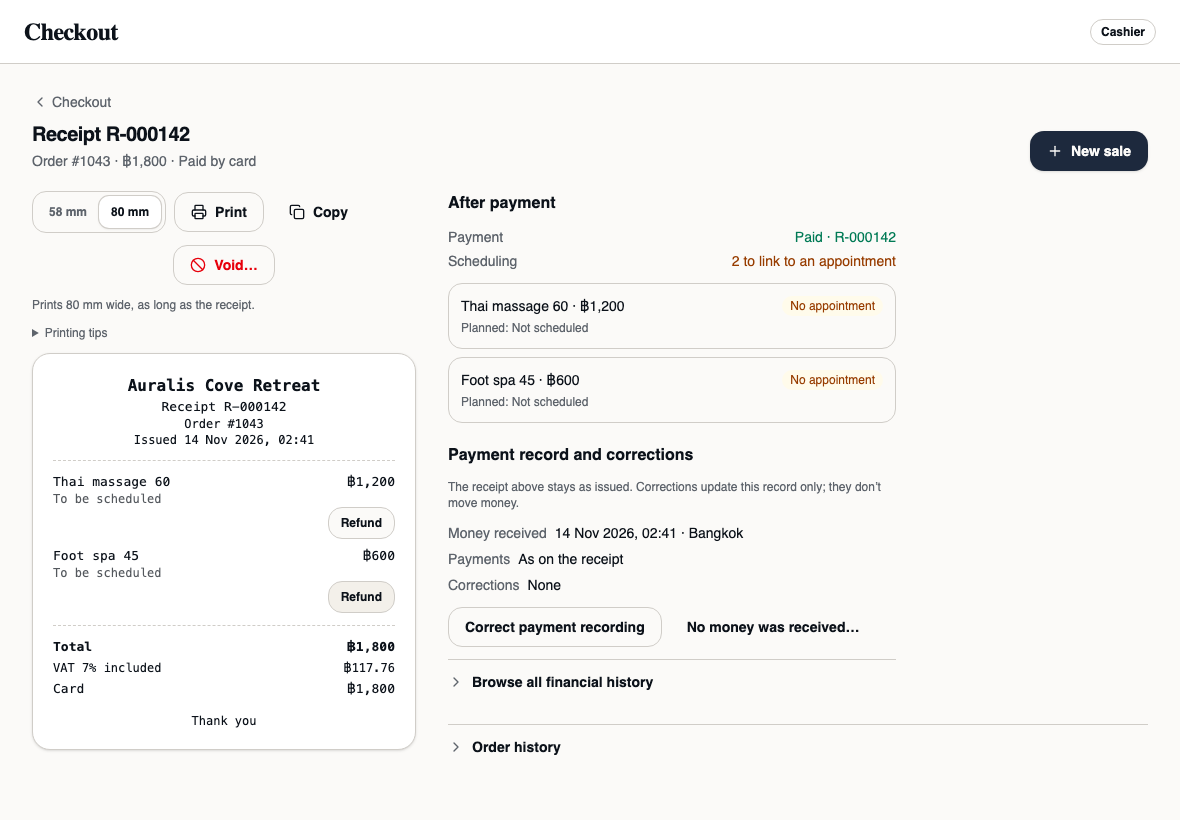 Checkout
Cashier
Checkout
Receipt R-000142
Order #1043 · ฿1,800 · Paid by card
New sale
58 mm 80 mm Print Copy
Void…
Prints 80 mm wide, as long as the receipt.
Printing tips
Auralis Cove Retreat
Receipt R-000142
Order #1043
Issued 14 Nov 2026, 02:41
Thai massage 60 ฿1,200
To be scheduled
Refund
Foot spa 45 ฿600
To be scheduled
Refund
Total ฿1,800
VAT 7% included ฿117.76
Card ฿1,800
Thank you
After payment
Payment Paid · R-000142
Scheduling 2 to link to an appointment
Thai massage 60 · ฿1,200 No appointment
Planned: Not scheduled
Foot spa 45 · ฿600 No appointment
Planned: Not scheduled
Payment record and corrections
The receipt above stays as issued. Corrections update this record only; they don’t
move money.
Money received 14 Nov 2026, 02:41 · Bangkok
Payments As on the receipt
Corrections None
Correct payment recording No money was received…
Browse all financial history
Order history